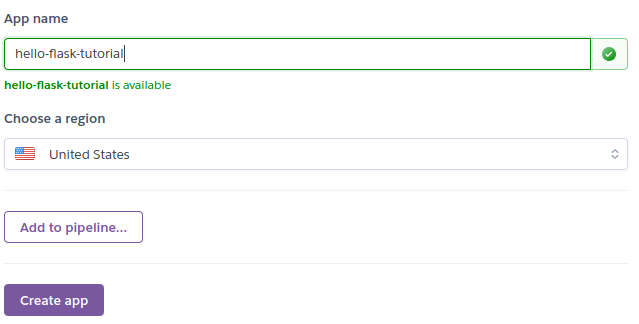 App name
hello-flask-tutorial
hello-flask-tutorial is available
Choose a region
United States
Add to pipeline...
Create app